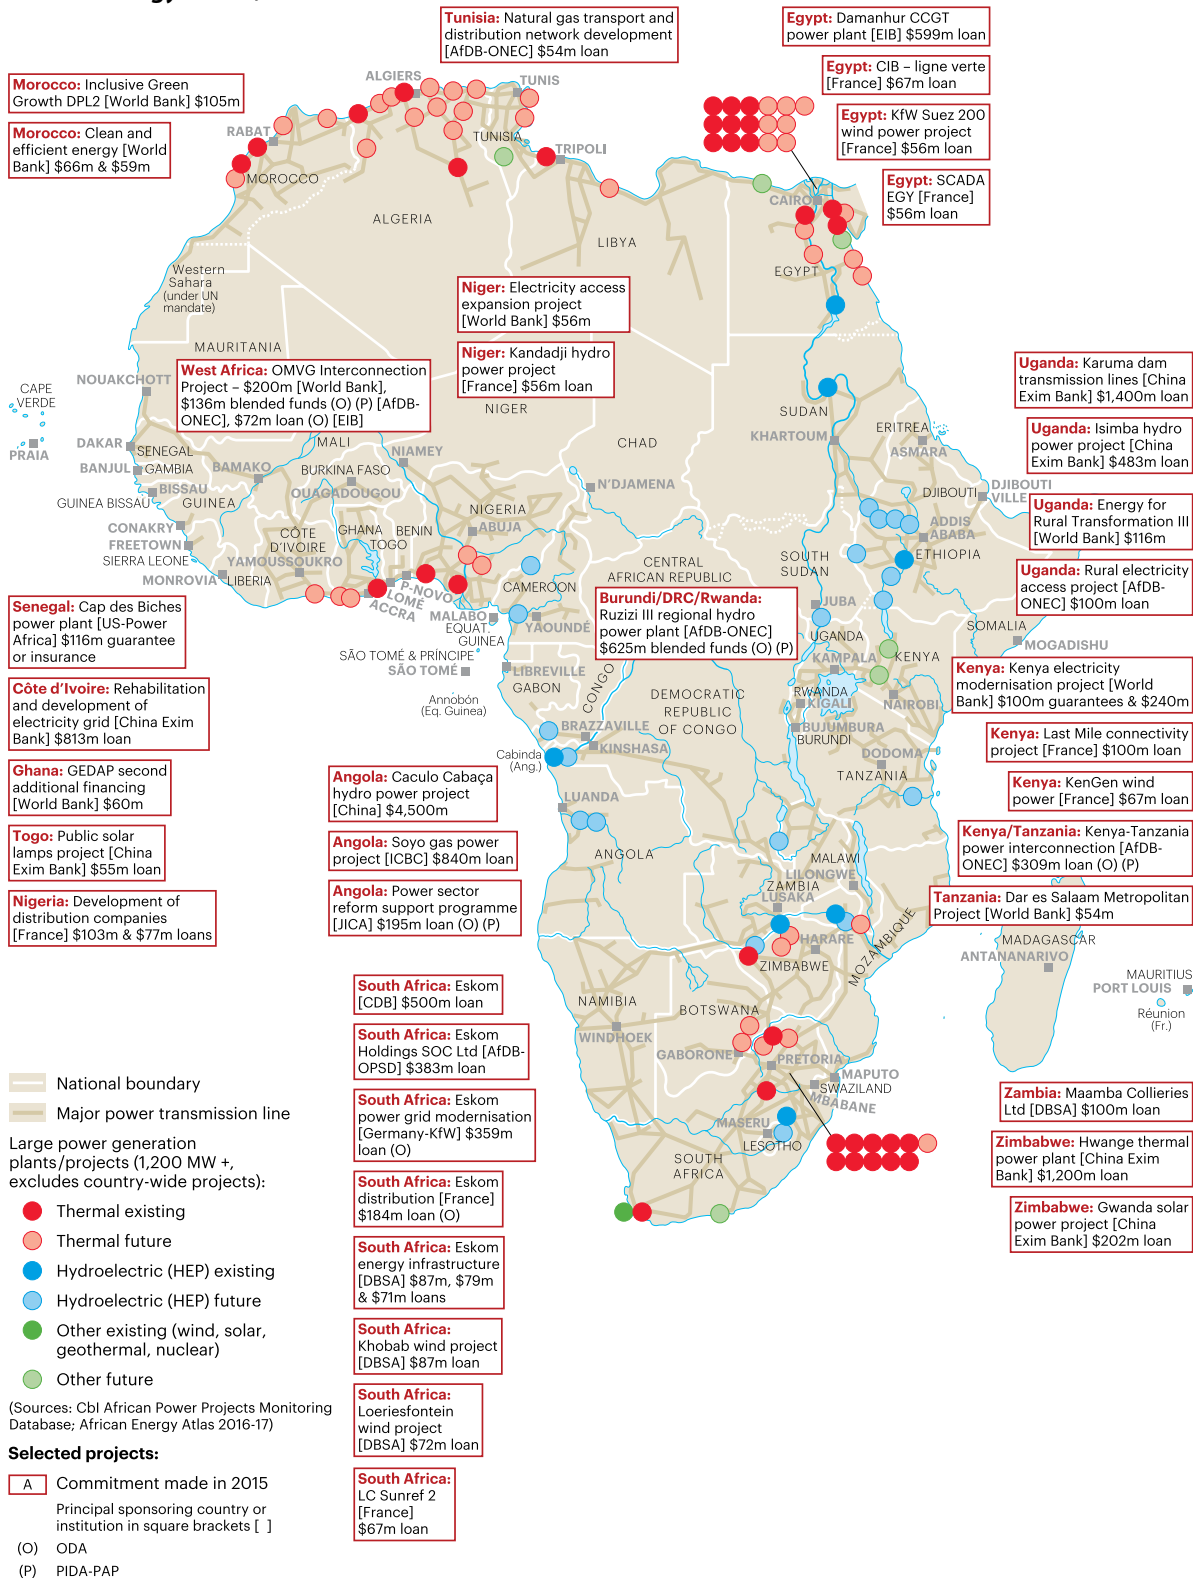 Tunisia: Natural gas transport and
distribution network development
[AfDB-ONEC] $54m loan
Egypt: Damanhur CCGT
power plant [EIB] $599m loan
Egypt: CIB – ligne verte
[France] $67m loan
Egypt: KfW Suez 200
wind power project
[France] $56m loan
Egypt: SCADA
EGY [France]
$56m loan
Morocco: Inclusive Green
Growth DPL2 [World Bank] $105m
Morocco: Clean and
efficient energy [World
Bank] $66m & $59m
ALGIERS
TUNIS
RABAT
TUNISIA
TRIPOLI
MOROCCO
CAIRO
ALGERIA
LIBYA
EGYPT
Western
Sahara
(under UN
mandate)
Niger: Electricity access
expansion project
[World Bank] $56m
Niger: Kandadji hydro
power project
[France] $56m loan
MAURITANIA
West Africa: OMVG Interconnection
Project – $200m [World Bank],
$136m blended funds (O) (P) [AfDB-
ONEC], $72m loan (O) [EIB]
NOUAKCHOTT
CAPE
VERDE
PRAIA
NIGER
SUDAN
CHAD
KHARTOUM
ERITREA
ASMARA
DAKAR
SENEGAL
MALI
NIAMEY
BANJUL
GAMBIA
BAMAKO
BURKINA FASO
N'DJAMENA
BISSAU
GUINEA BISSAU
GUINEA
OUAGADOUGOU
DJIBOUTI
DJIBOUTI
VILLE
NIGERIA
ABUJA
CONAKRY
FREETOWN
SIERRA LEONE
CÔTE
D'IVOIRE
GHANA
BENIN
TOGO
ADDIS
ABABA
ETHIOPIA
YAMOUSSOUKRO
MONROVIA
LIBERIA
CENTRAL
AFRICAN REPUBLIC
SOUTH
SUDAN
CAMEROON
P-NOVO
LOMÉ
ACCRA
MALABO
EQUAT.
GUINEA
YAOUNDÉ
JUBA
UGANDA
SOMALIA
MOGADISHU
Uganda: Karuma dam
transmission lines [China
Exim Bank] $1,400m loan
Uganda: Isimba hydro
power project [China
Exim Bank] $483m loan
Uganda: Energy for
Rural Transformation III
[World Bank] $116m
Uganda: Rural electricity
access project [AfDB-
ONEC] $100m loan
Burundi/DRC/Rwanda:
Ruzizi III regional hydro
power plant [AfDB-ONEC]
$625m blended funds (O) (P)
SÃO TOMÉ & PRÍNCIPE
SÃO TOMÉ
LIBREVILLE
GABON
Annobón
(Eq. Guinea)
CONGO
KAMPALA
KENYA
DEMOCRATIC
REPUBLIC
OF CONGO
RWANDA
KIGALI
NAIROBI
BRAZZAVILLE
KINSHASA
Cabinda
(Ang.)
BUJUMBURA
BURUNDI
DODOMA
TANZANIA
Senegal: Cap des Biches
power plant [US-Power
Africa] $116m guarantee
or insurance
Côte d'Ivoire: Rehabilitation
and development of
electricity grid [China Exim
Bank] $813m loan
Ghana: GEDAP second
additional financing
[World Bank] $60m
Togo: Public solar
lamps project [China
Exim Bank] $55m loan
Nigeria: Development of
distribution companies
[France] $103m & $77m loans
Kenya: Kenya electricity
modernisation project [World
Bank] $100m guarantees & $240m
Kenya: Last Mile connectivity
project [France] $100m loan
Kenya: KenGen wind
power [France] $67m loan
Kenya/Tanzania: Kenya-Tanzania
power interconnection [AfDB-
ONEC] $309m loan (O) (P)
Tanzania: Dar es Salaam Metropolitan
Project [World Bank] $54m
Angola: Caculo Cabaça
hydro power project
[China] $4,500m
Angola: Soyo gas power
project [ICBC] $840m loan
Angola: Power sector
reform support programme
[JICA] $195m loan (O) (P)
LUANDA
ANGOLA
MALAWI
LILONGWE
ZAMBIA
LUSAKA
HARARE
ZIMBABWE
MOZAMBIQUE
MADAGASCAR
ANTANANARIVO
MAURITIUS
PORT LOUIS
Réunion
(Fr.)
NAMIBIA
WINDHOEK
BOTSWANA
GABORONE
PRETORIA
MAPUTO
SWAZILAND
MBABANE
MASERU
LESOTHO
SOUTH
AFRICA
South Africa: Eskom
[CDB] $500m loan
South Africa: Eskom
Holdings SOC Ltd [AfDB-
OPSD] $383m loan
South Africa: Eskom
power grid modernisation
[Germany-KfW] $359m
loan (O)
South Africa: Eskom
distribution [France]
$184m loan (O)
South Africa: Eskom
energy infrastructure
[DBSA] $87m, $79m
& $71m loans
South Africa:
Khobab wind project
[DBSA] $87m loan
South Africa:
Loeriesfontein
wind project
[DBSA] $72m loan
South Africa:
LC Sunref 2
[France]
$67m loan
Zambia: Maamba Collieries
Ltd [DBSA] $100m loan
Zimbabwe: Hwange thermal
power plant [China Exim
Bank] $1,200m loan
Zimbabwe: Gwanda solar
power project [China
Exim Bank] $202m loan
National boundary
Major power transmission line
Large power generation
plants/projects (1,200 MW +,
excludes country-wide projects):
Thermal existing
Thermal future
Hydroelectric (HEP) existing
Hydroelectric (HEP) future
Other existing (wind, solar,
geothermal, nuclear)
Other future
(Sources: CbI African Power Projects Monitoring
Database; African Energy Atlas 2016-17)
Selected projects:
A Commitment made in 2015
Principal sponsoring country or
institution in square brackets [ ]
(O) ODA
(P) PIDA-PAP